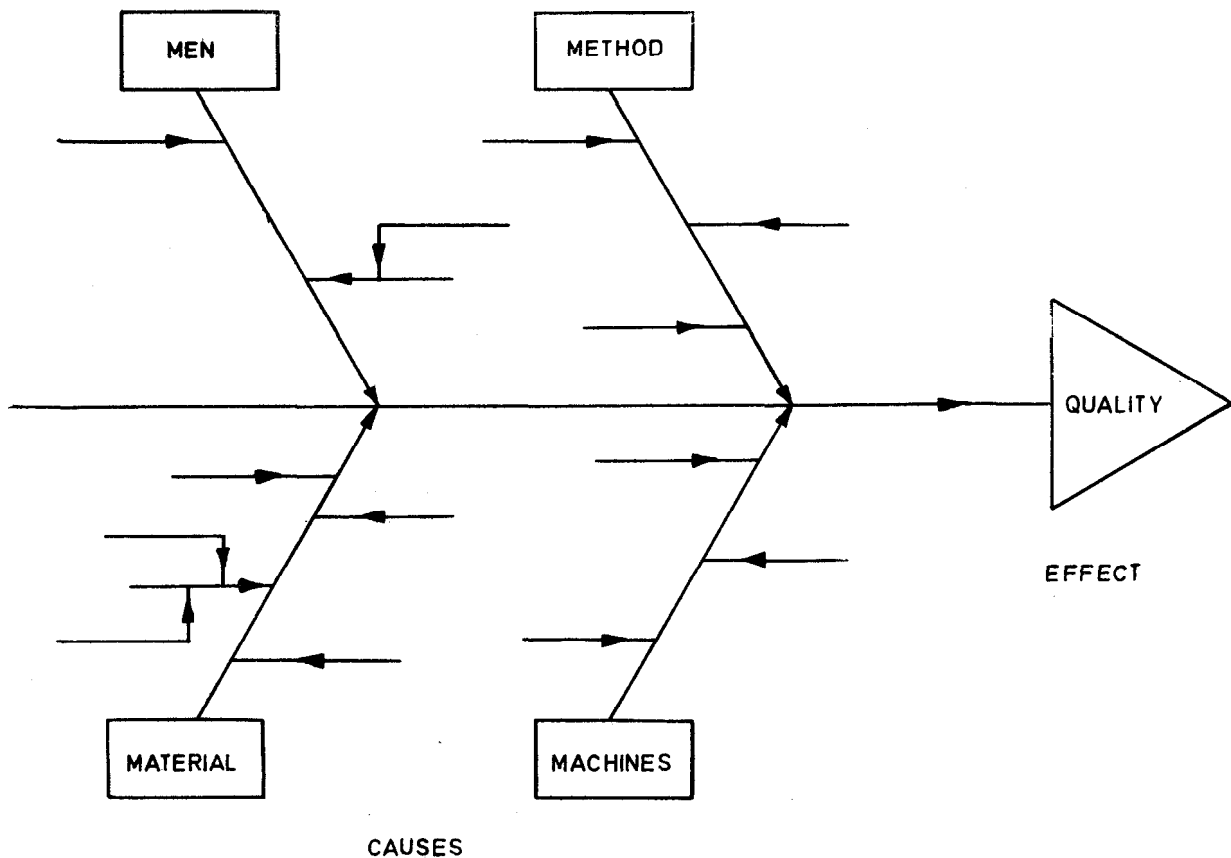 MEN
METHOD
QUALITY
EFFECT
MATERIAL
MACHINES
CAUSES